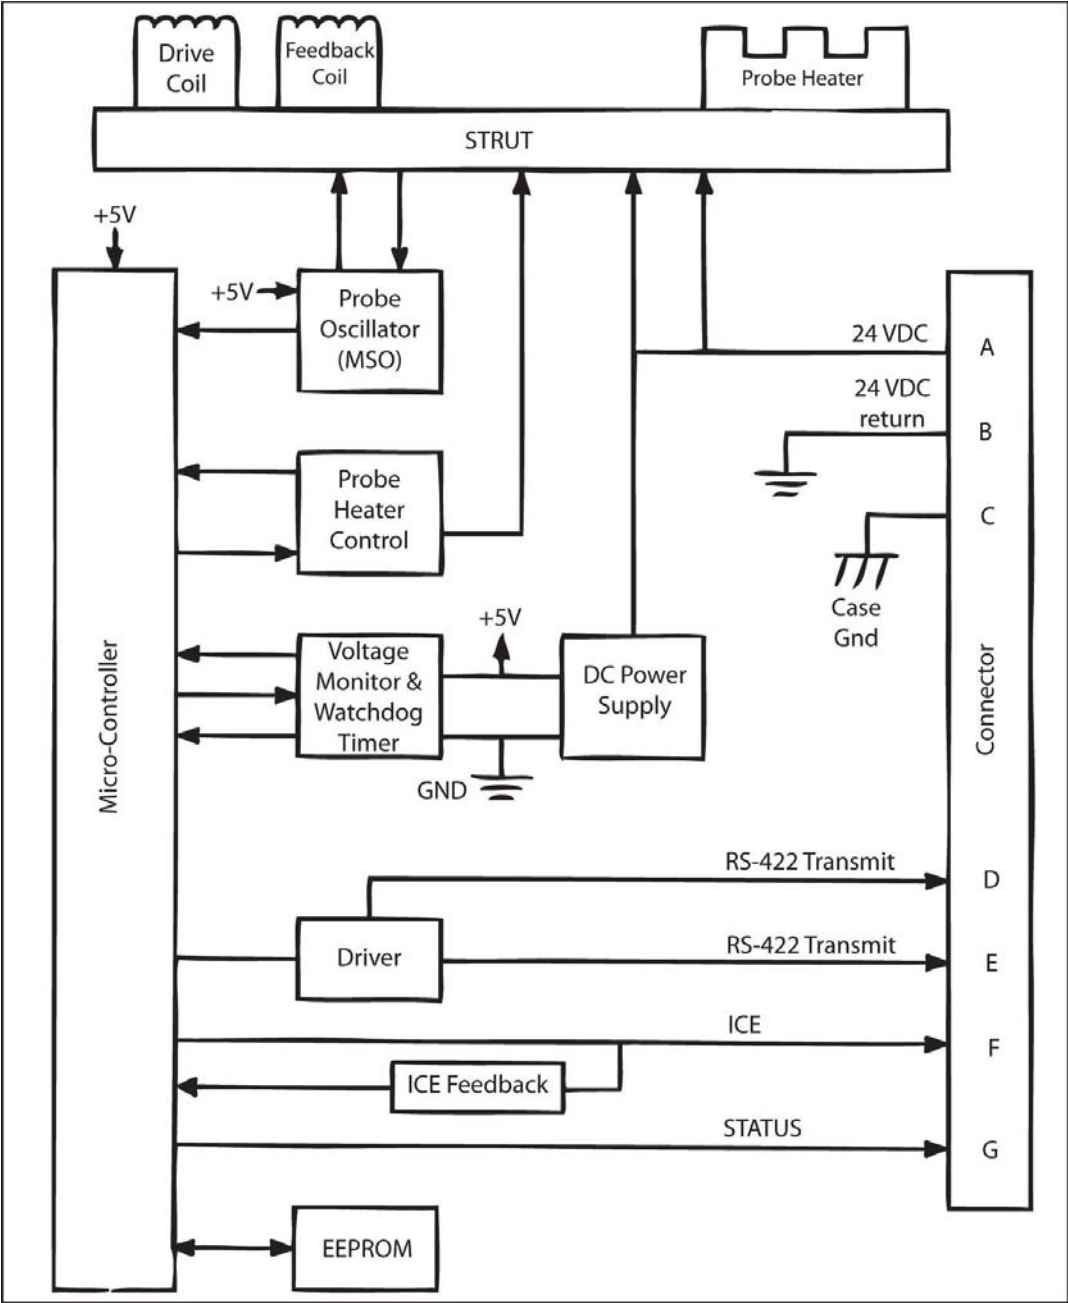 Drive
Coil
Feedback
Coil
Probe Heater
STRUT
+5V
+5V
Probe
Oscillator
(MSO)
24 VDC
A
24 VDC
return
B
Probe
Heater
Control
C
Case
Gnd
Micro-Controller
Voltage
Monitor &
Watchdog
Timer
+5V
GND
DC Power
Supply
Connector
RS-422 Transmit
D
Driver
RS-422 Transmit
E
ICE
F
ICE Feedback
STATUS
G
EEPROM